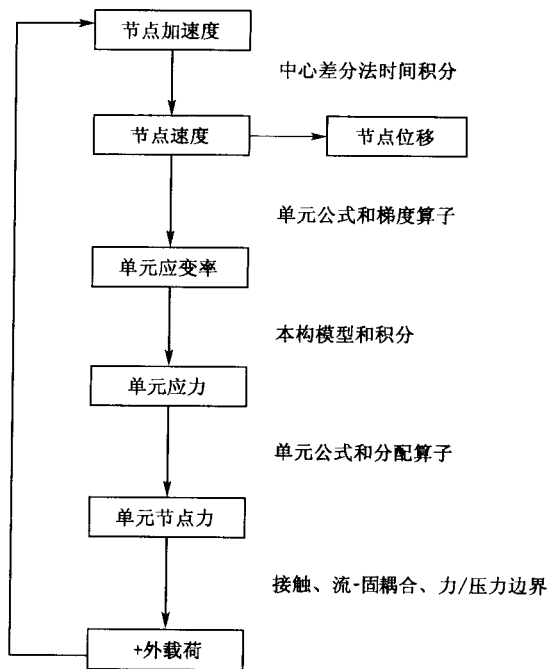 节点加速度
中心差分法时间积分
节点速度
节点位移
单元公式和梯度算子
单元应变率
本构模型和积分
单元应力
单元公式和分配算子
单元节点力
接触、流-固耦合、力/压力边界
+外载荷